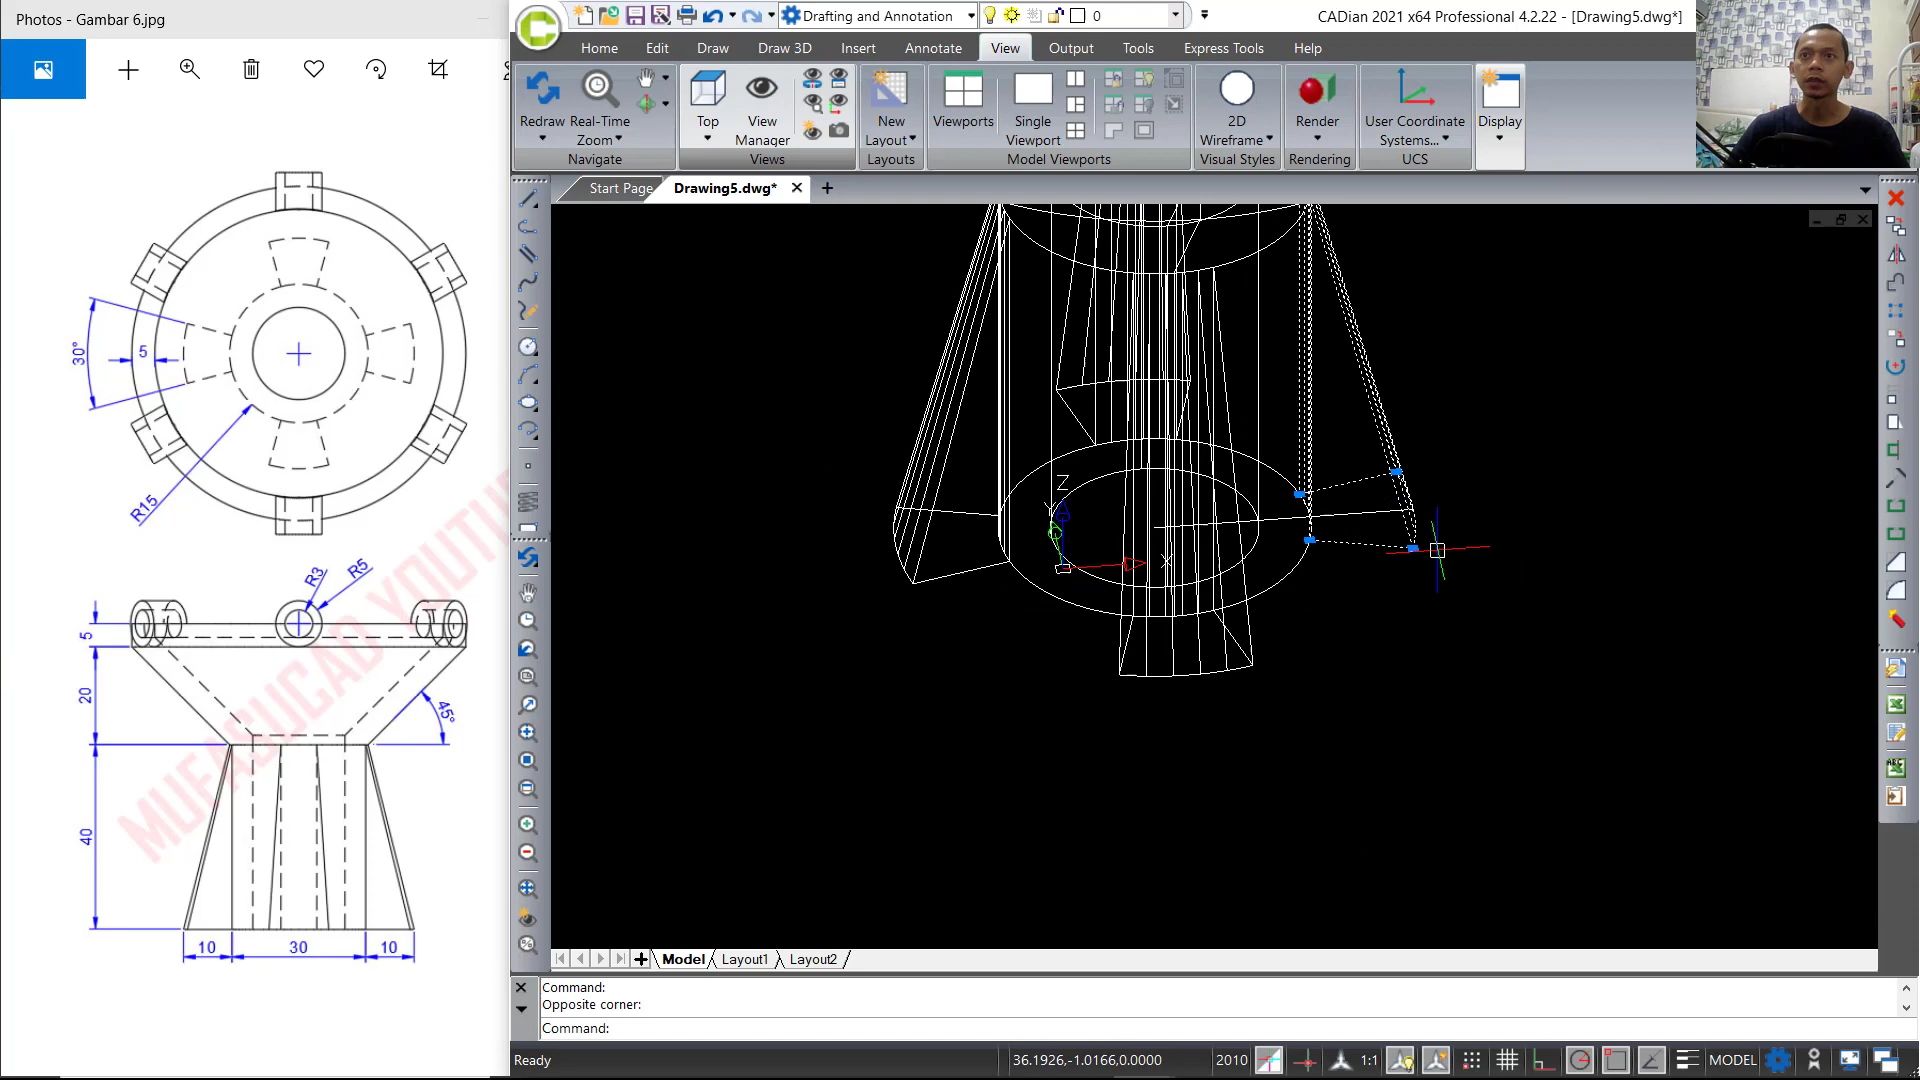 Photos - Gambar 6.jpg
Drafting and Annotation
0
CADian 2021 x64 Professional 4.2.22 - [Drawing5.dwg*]
Home
Edit
Draw
Draw 3D
Insert
Annotate
View
Output
Tools
Express Tools
Help
Redraw
Real-Time
Zoom
Top
View
Manager
New
Layout
Viewports
Single
Viewport
2D
Wireframe
Render
User Coordinate
Systems...
Display
Navigate
Views
Layouts
Model Viewports
Visual Styles
Rendering
UCS
Start Page
Drawing5.dwg*
30°
5
R15
R3
R5
5
20
45°
40
10
30
10
MUFASUCAD YOUTU
Z
Y
X
Model
Layout1
Layout2
Command:
Opposite corner:
Command:
Ready
36.1926,-1.0166,0.0000
2010
1:1
MODEL